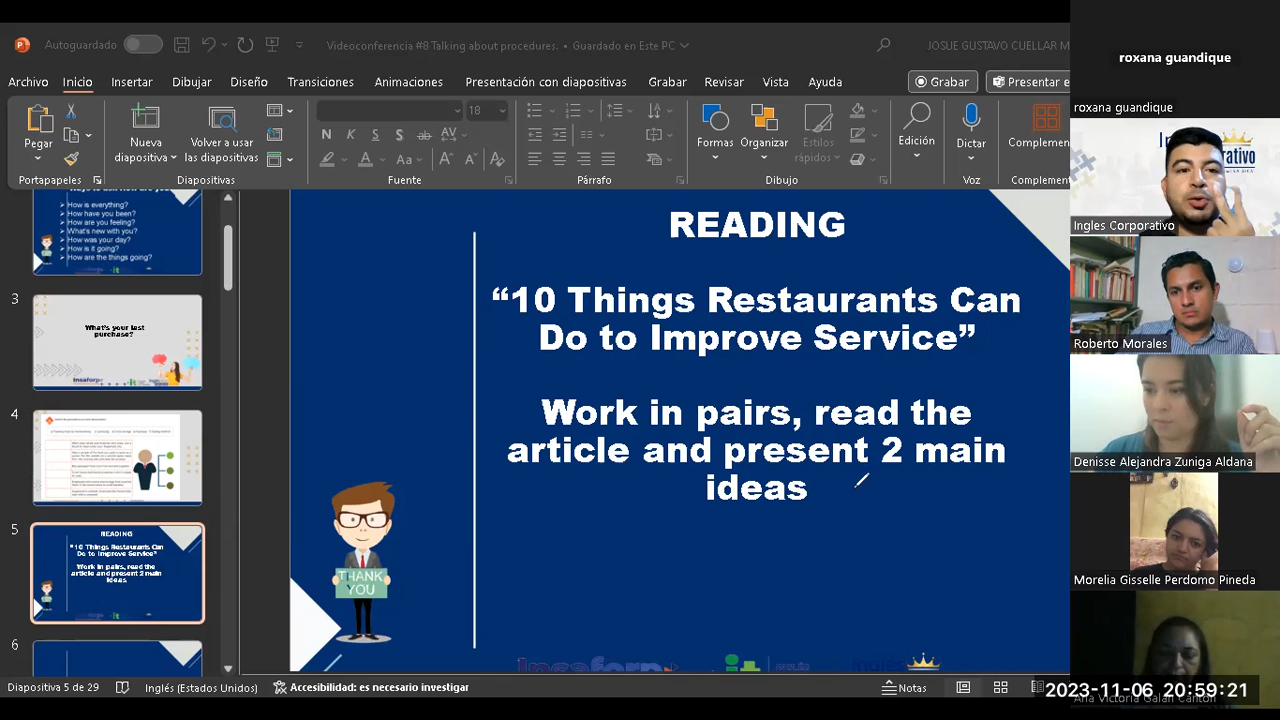 Autoguardado
Videoconferencia #8 Talking about procedures. • Guardado en Este PC
JOSUE GUSTAVO CUELLAR M
Archivo Inicio Insertar Dibujar Diseño Transiciones Animaciones Presentación con diapositivas Grabar Revisar Vista Ayuda
Grabar
Presentar e
Pegar
Nueva diapositiva
Volver a usar las diapositivas
18
Formas
Organizar
Estilos rápidos
Edición
Dictar
Complemen
Portapapeles
Diapositivas
Fuente
Párrafo
Dibujo
Voz
Complement
How is everything?
How have you been?
How are you feeling?
What's new with you?
How was your day?
How is it going?
How are the things going?
3
What's your last
purchase?
insaforp
4
5
READING
"10 Things Restaurants Can
Do to Improve Service"
Work in pairs, read the
article and present 2 main
ideas
6
READING
“10 Things Restaurants Can
Do to Improve Service”
Work in pairs, read the
article and present 2 main
ideas
THANK
YOU
Diapositiva 5 de 29
Inglés (Estados Unidos)
Accesibilidad: es necesario investigar
Notas
roxana guandique
roxana guandique
Ingles Corporativo
Roberto Morales
Denisse Alejandra Zuniga Aldana
Morelia Gisselle Perdomo Pineda
Ana Victoria Galan Canton
2023-11-06 20:59:21